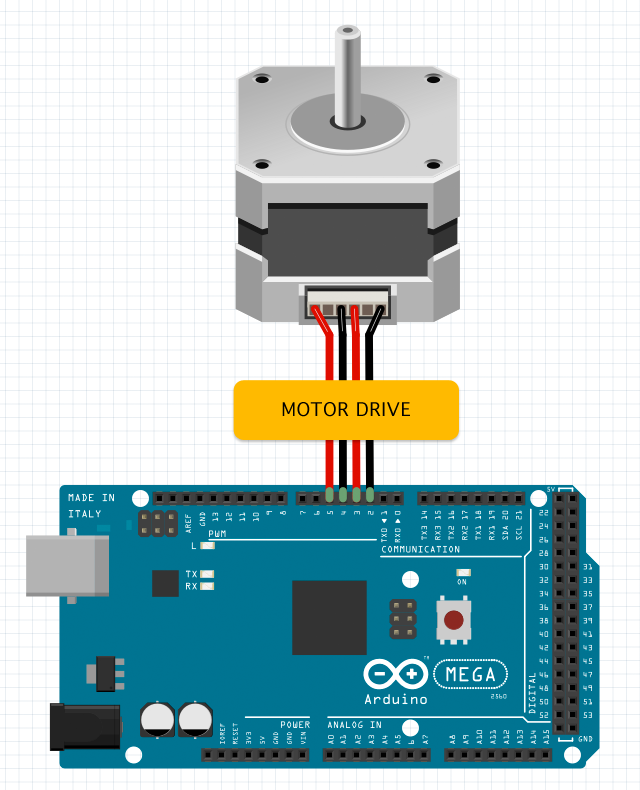 MOTOR DRIVE
MADE IN
ITALY
AREF
GND
13
12
11
10
9
8
7
6
5
4
3
2
TX0 ▶ 1
RX0 ◀ 0
TX3 14
RX3 15
TX2 16
RX2 17
TX1 18
RX1 19
SDA 20
SCL 21
5V
PWM
COMMUNICATION
L
TX
RX
ON
22
24
26
28
30 31
32 33
34 35
36 37
38 39
40 41
42 43
44 45
46 47
48 49
50 51
52 53
GND
DIGITAL
TM
MEGA
2560
Arduino
POWER
ANALOG IN
IOREF
RESET
3V3
5V
GND
GND
VIN
A0
A1
A2
A3
A4
A5
6
A7
A8
A9
A10
A11
A12
A13
A14
A15